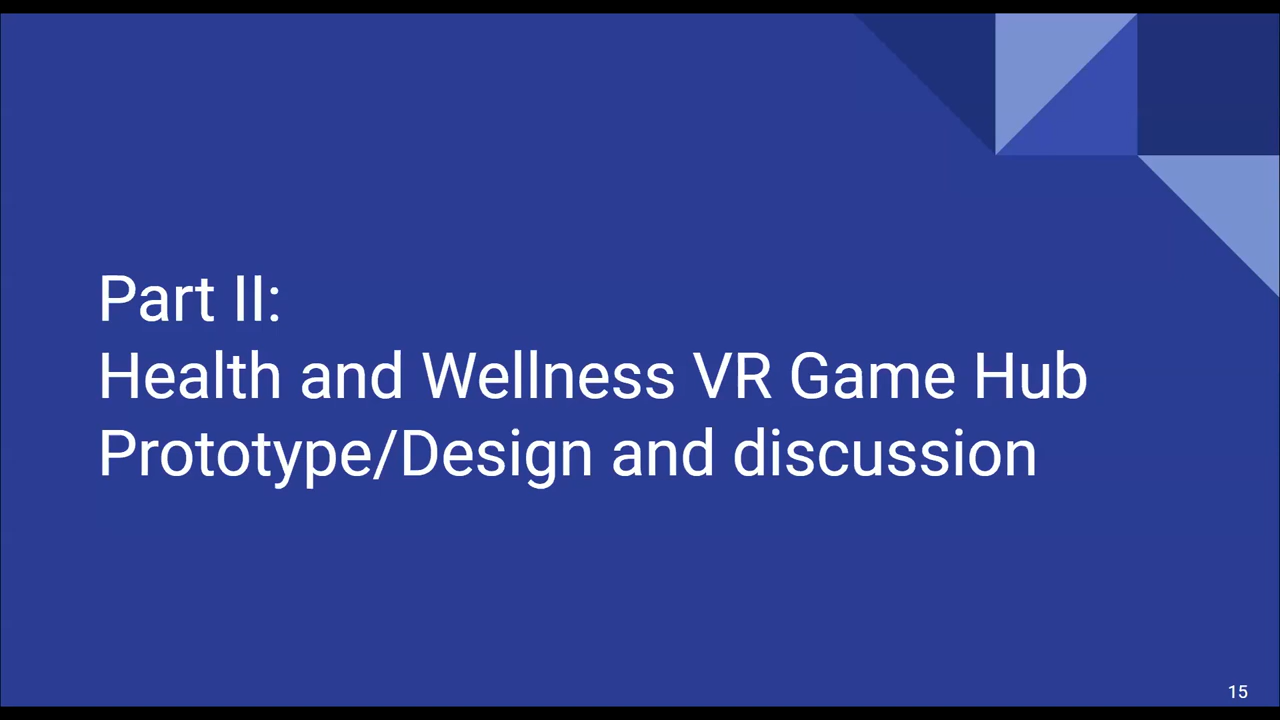 Part II:
Health and Wellness VR Game Hub
Prototype/Design and discussion
15